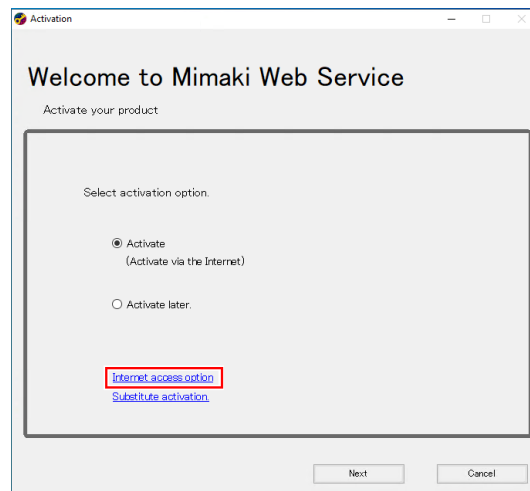 Activation
Welcome to Mimaki Web Service
Activate your product
Select activation option.
Activate
(Activate via the Internet)
Activate later.
Internet access option
Substitute activation.
Next Cancel